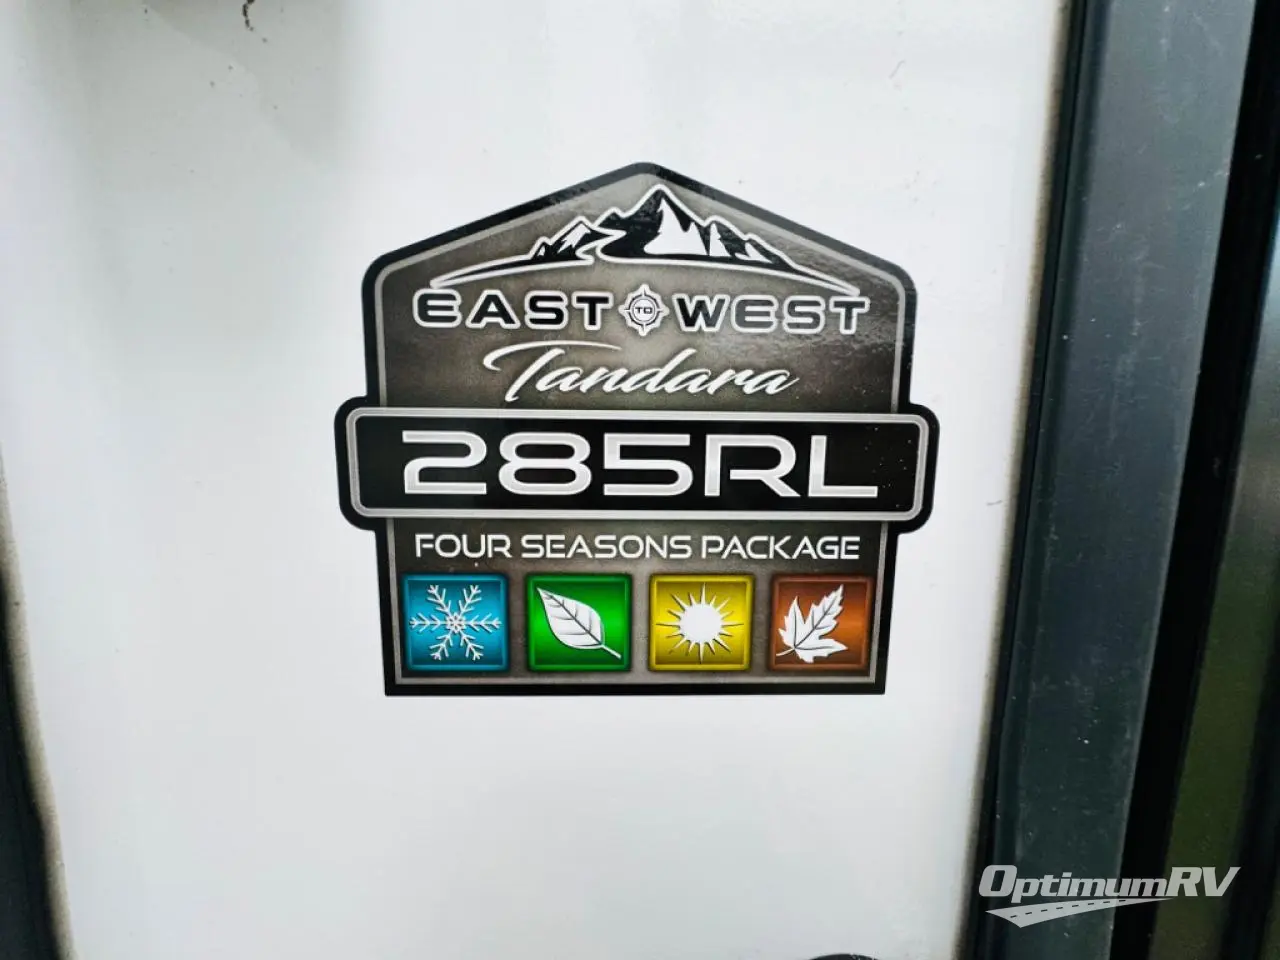 EAST TO WEST
Tandara
285RL
FOUR SEASONS PACKAGE
OptimumRV